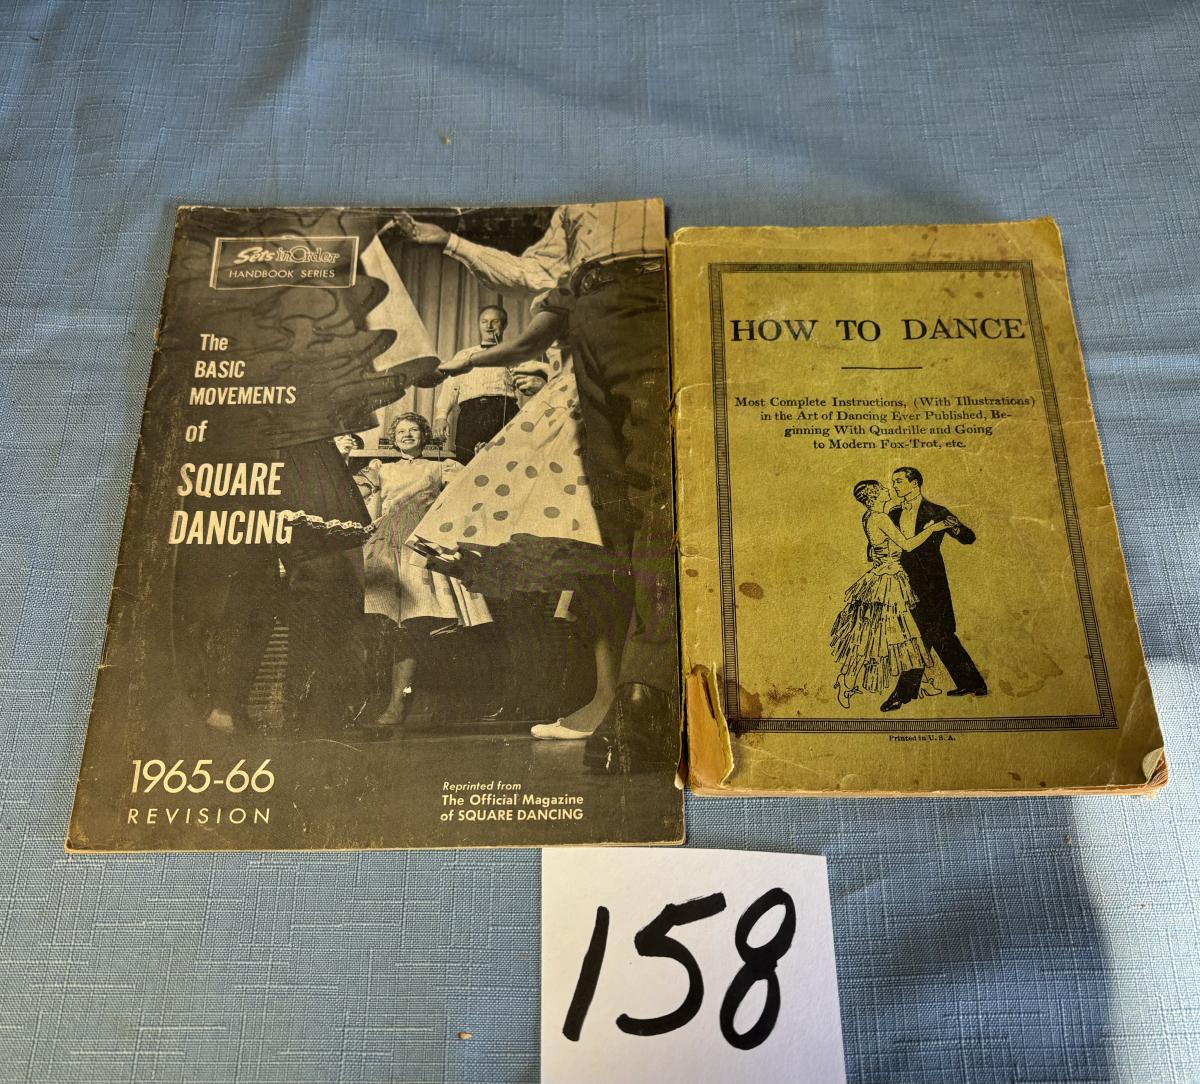 Sets in Order
HANDBOOK SERIES
The
BASIC
MOVEMENTS
of
SQUARE
DANCING
1965-66
REVISION
Reprinted from
The Official Magazine
of SQUARE DANCING
HOW TO DANCE
Most Complete Instructions, (With Illustrations)
in the Art of Dancing Ever Published, Be-
ginning With Quadrille and Going
to Modern Fox-Trot, etc.
Printed in U. S. A.
158